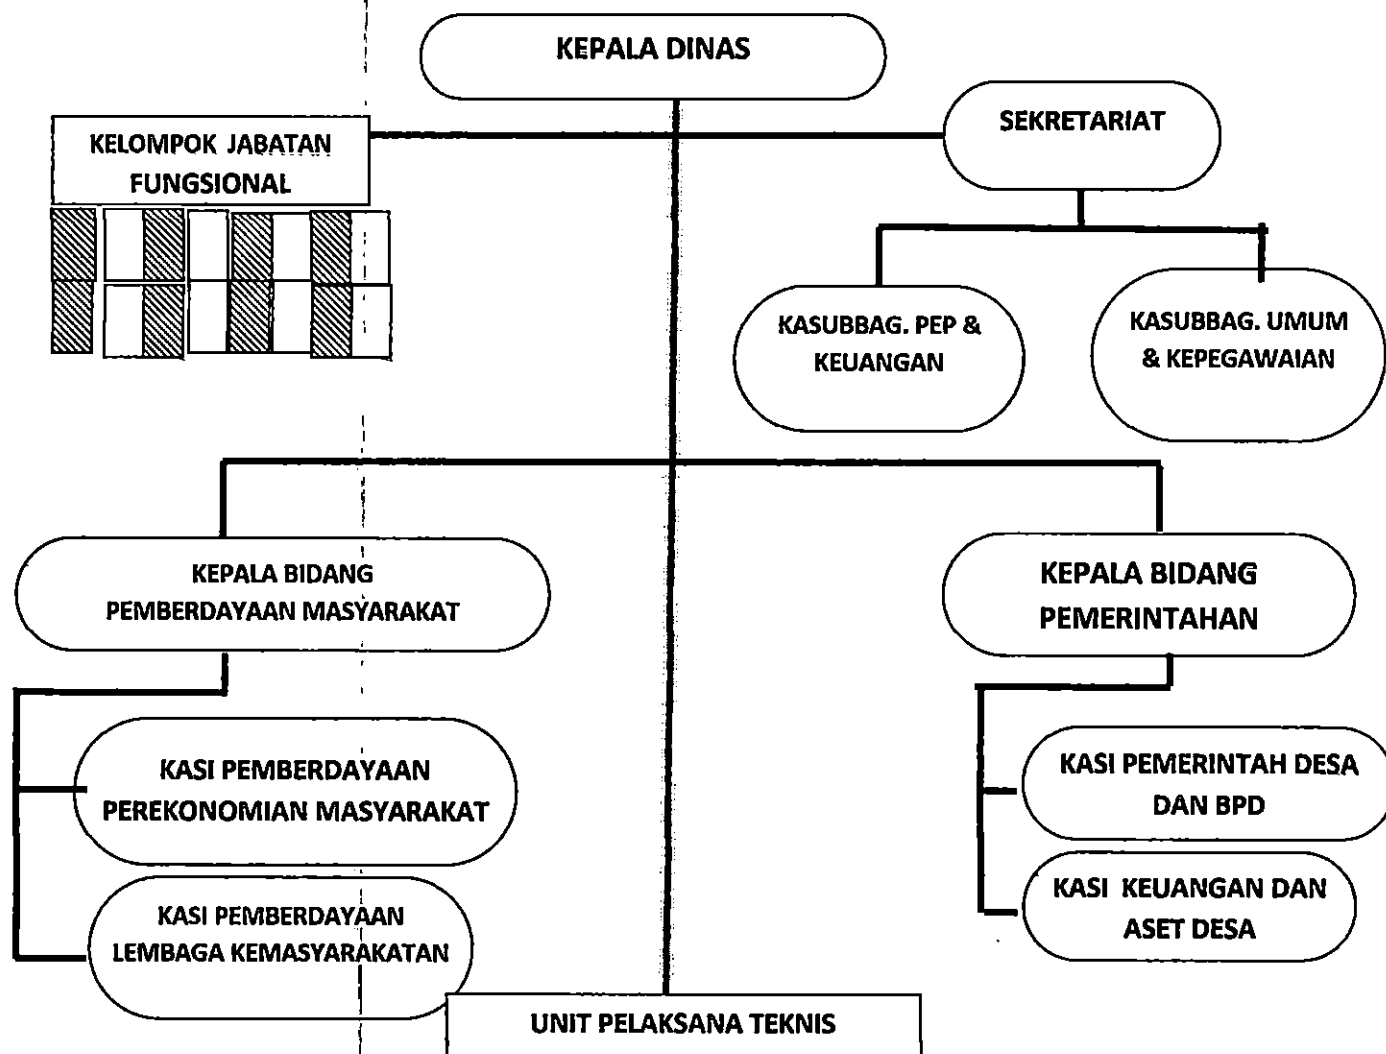 KEPALA DINAS
SEKRETARIAT
KELOMPOK JABATAN
FUNGSIONAL
KASUBBAG. PEP &
KEUANGAN
KASUBBAG. UMUM
& KEPEGAWAIAN
KEPALA BIDANG
PEMBERDAYAAN MASYARAKAT
KEPALA BIDANG
PEMERINTAHAN
KASI PEMBERDAYAAN
PEREKONOMIAN MASYARAKAT
KASI PEMERINTAH DESA
DAN BPD
KASI PEMBERDAYAAN
LEMBAGA KEMASYARAKATAN
KASI KEUANGAN DAN
ASET DESA
UNIT PELAKSANA TEKNIS